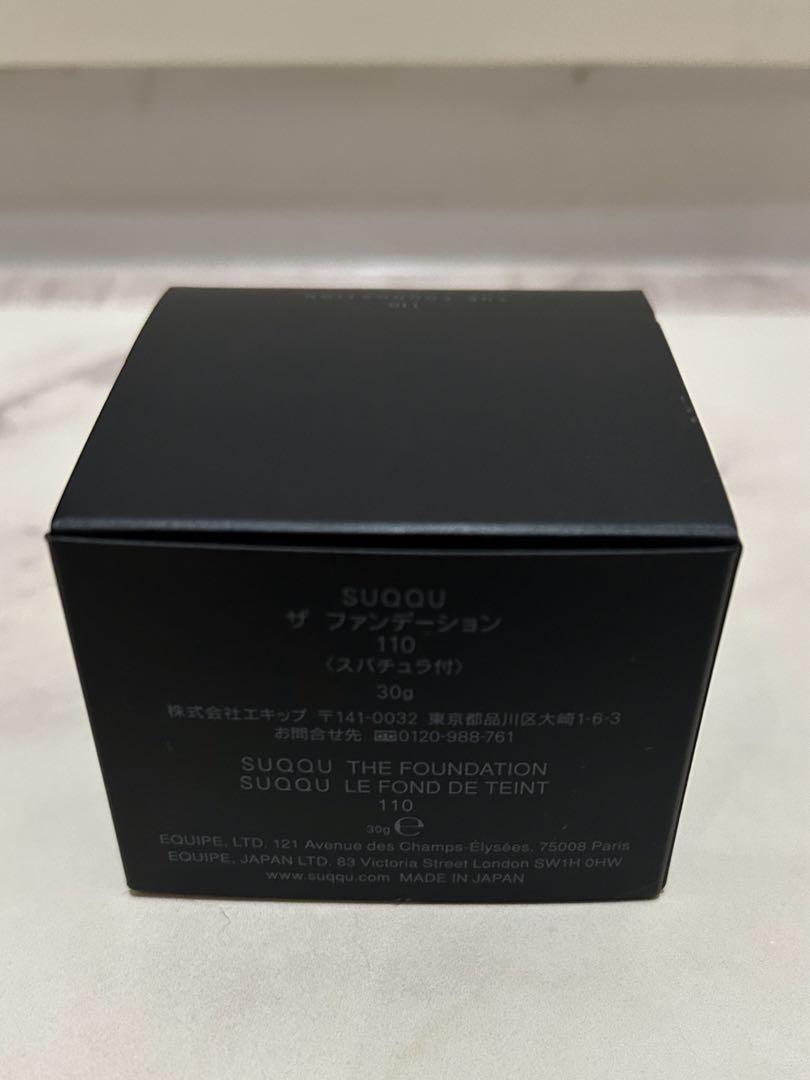 THE FOUNDATION
110
SUQQU
ザ ファンデーション
110
〈スパチュラ付〉
30g
株式会社エキップ 〒141-0032 東京都品川区大崎1-6-3
お問合せ先 0120-988-761
SUQQU THE FOUNDATION
SUQQU LE FOND DE TEINT
110
30g ℮
EQUIPE, LTD. 121 Avenue des Champs-Élysées, 75008 Paris
EQUIPE, JAPAN LTD. 83 Victoria Street London SW1H 0HW
www.suqqu.com MADE IN JAPAN